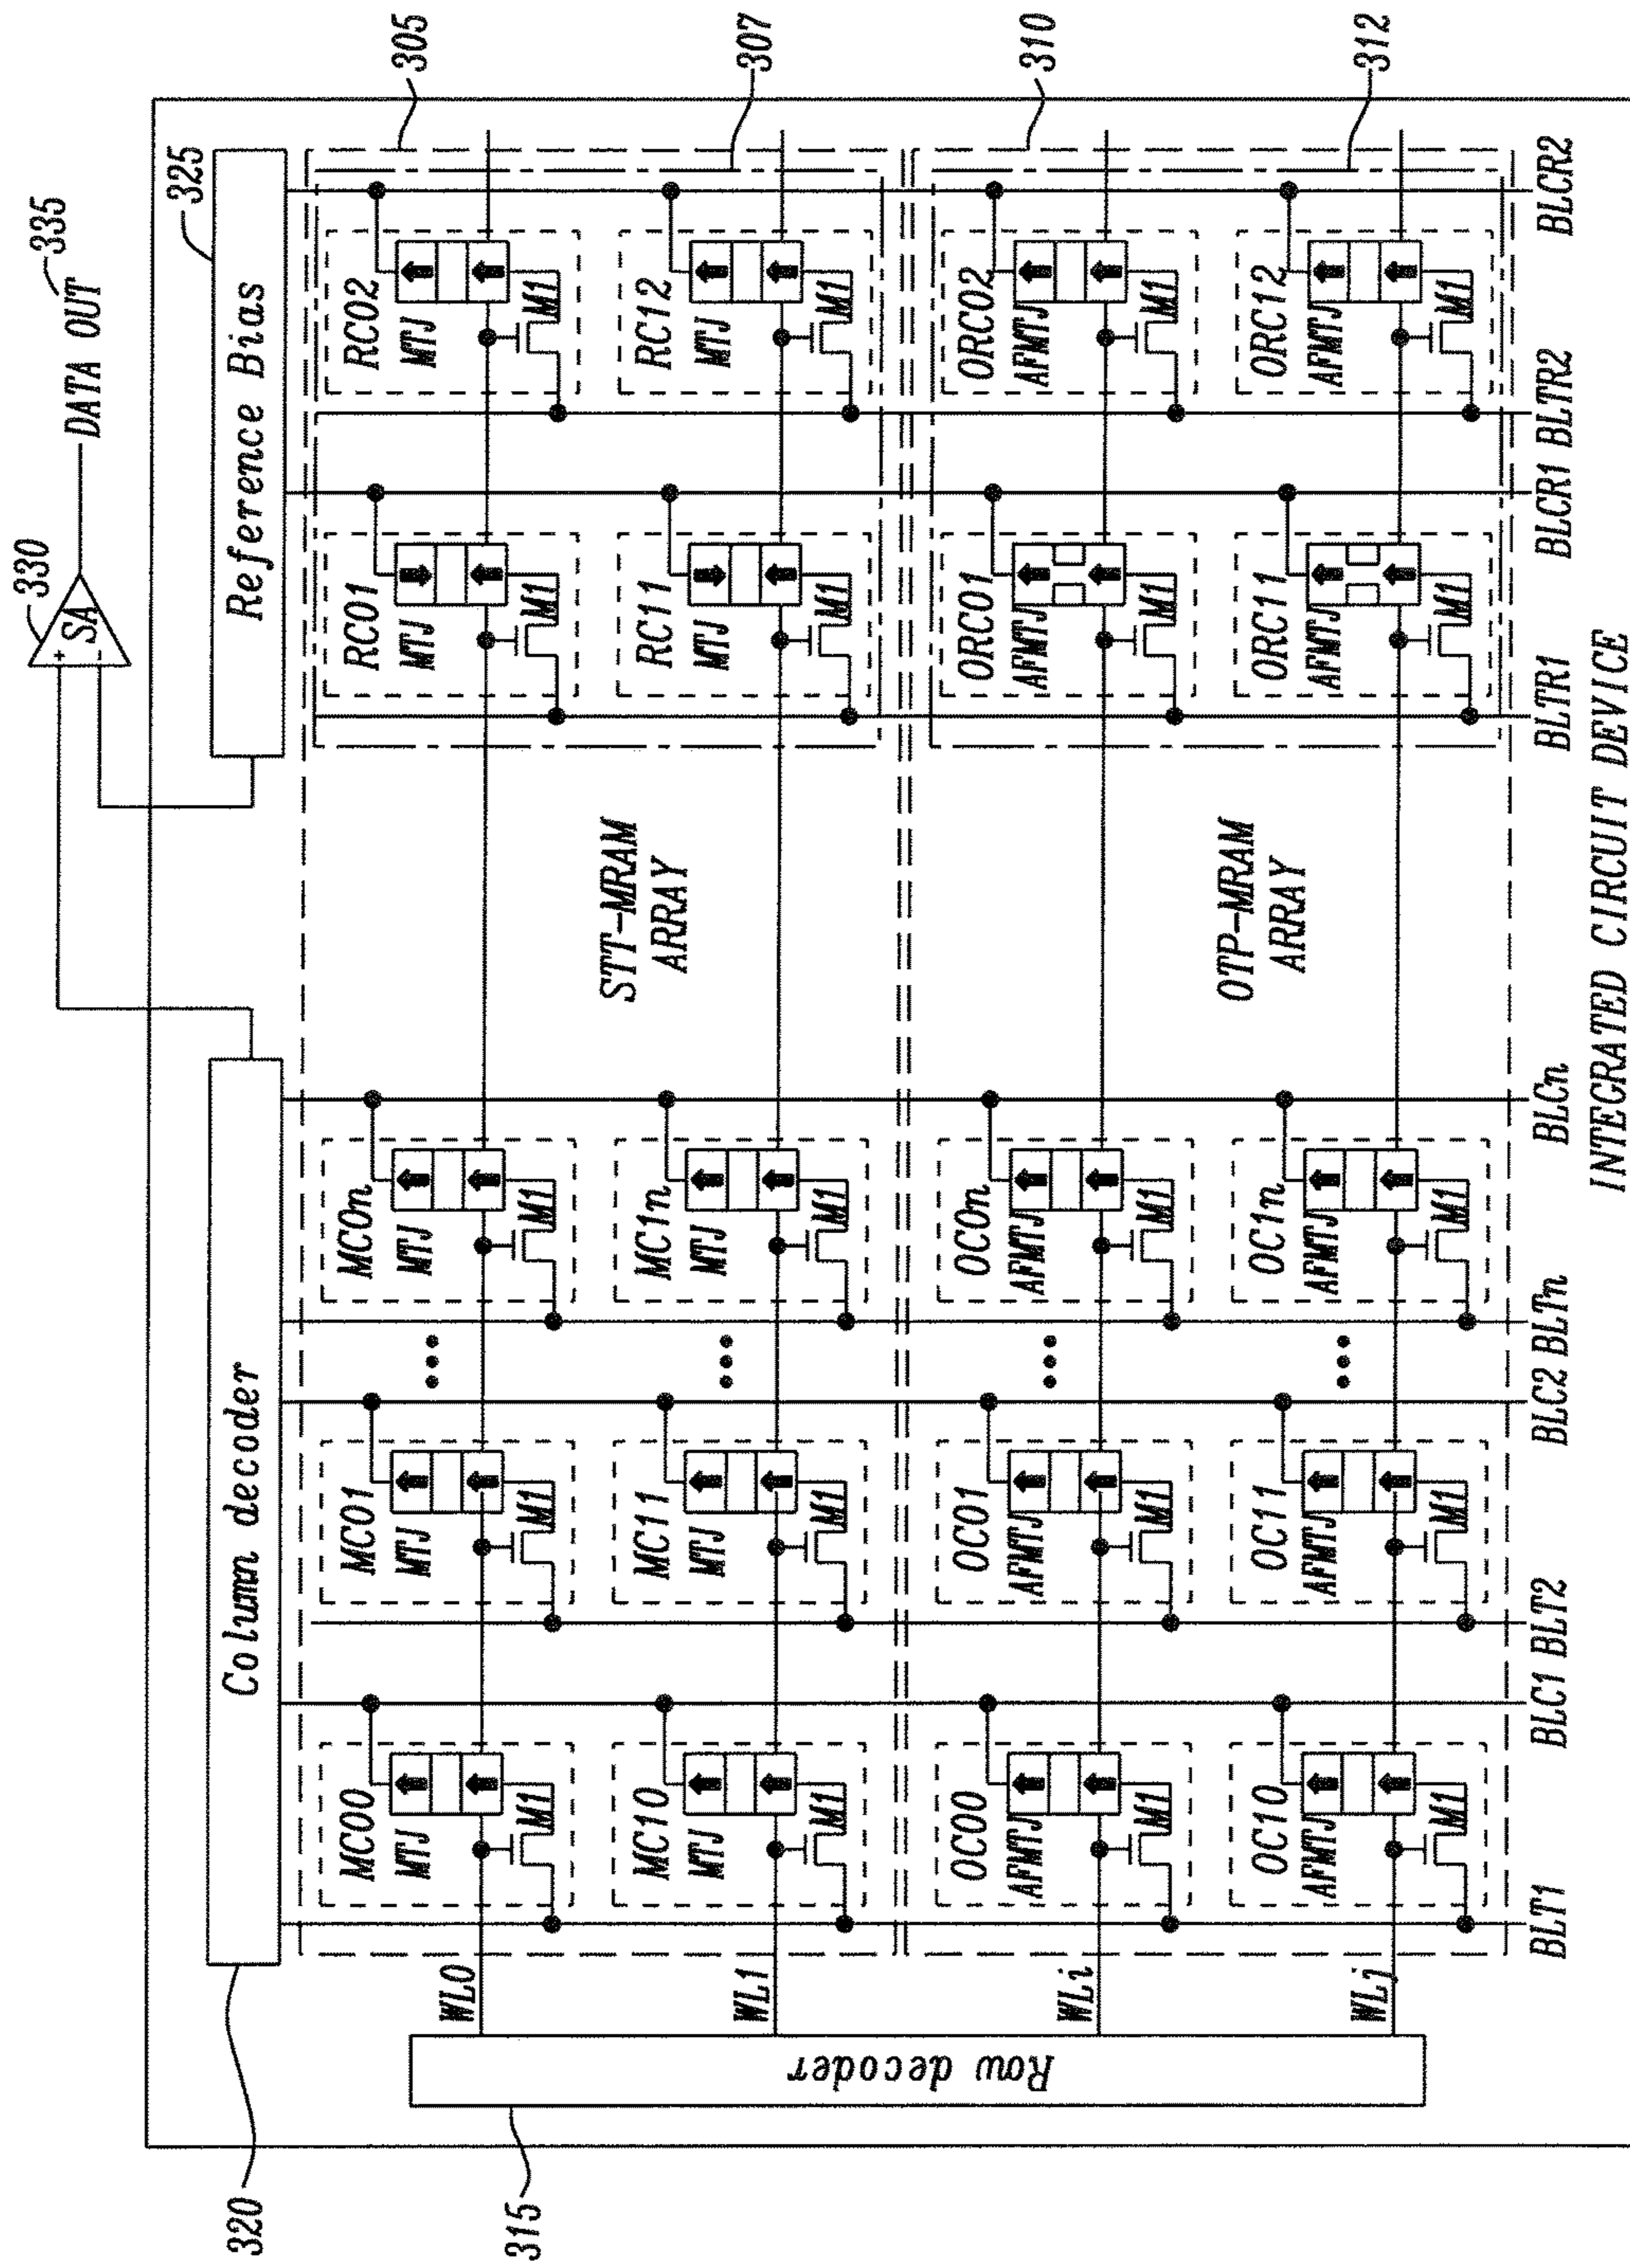 330
SA
+
-
DATA OUT
335
320
Column decoder
Reference Bias
325
315
Row decoder
WL0
MC00
MTJ
M1
MC01
MTJ
M1
MC0n
MTJ
M1
RC01
MTJ
M1
RC02
MTJ
M1
305
WL1
MC10
MTJ
M1
MC11
MTJ
M1
MC1n
MTJ
M1
STT-MRAM
ARRAY
RC11
MTJ
M1
RC12
MTJ
M1
307
WLi
OC00
AFMTJ
M1
OC01
AFMTJ
M1
OC0n
AFMTJ
M1
ORC01
AFMTJ
M1
ORC02
AFMTJ
M1
310
WLj
OC10
AFMTJ
M1
OC11
AFMTJ
M1
OC1n
AFMTJ
M1
OTP-MRAM
ARRAY
ORC11
AFMTJ
M1
ORC12
AFMTJ
M1
312
BLT1
BLC1
BLT2
BLC2
BLTn
BLCn
BLTR1
BLCR1
BLTR2
BLCR2
INTEGRATED CIRCUIT DEVICE